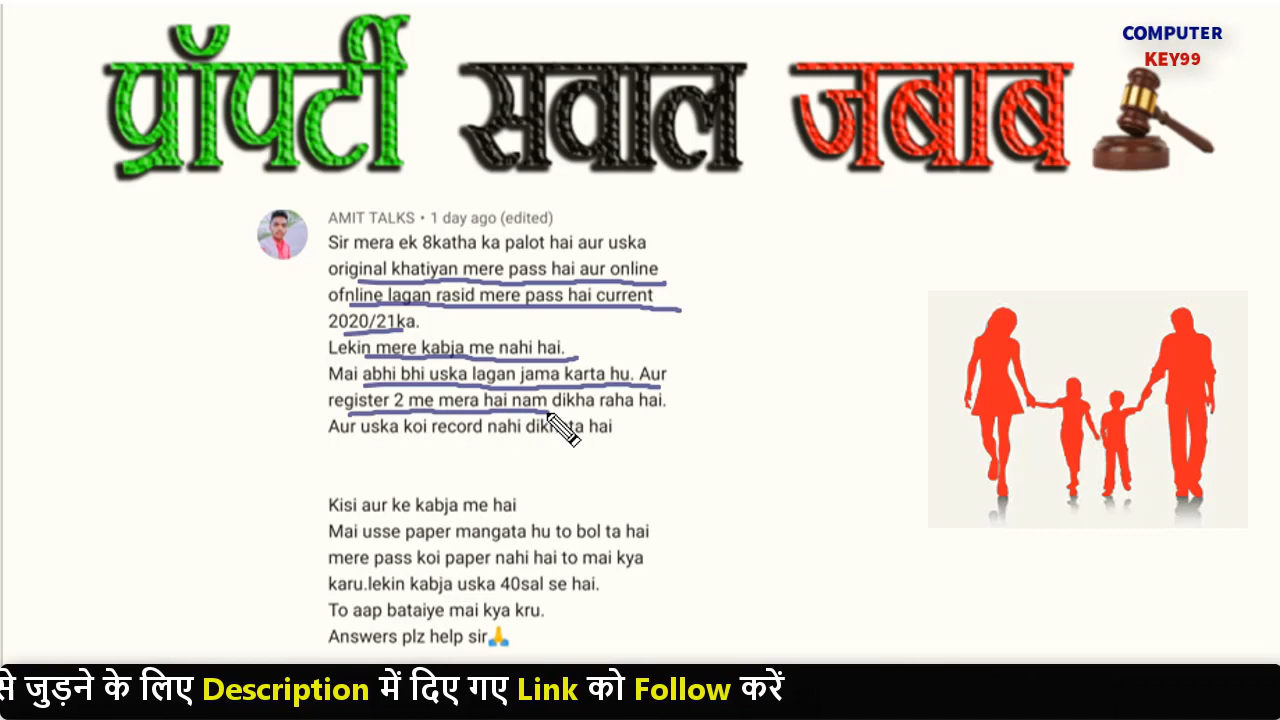 प्रॉपर्टी सवाल जबाब
COMPUTER
KEY99
AMIT TALKS • 1 day ago (edited)
Sir mera ek 8katha ka palot hai aur uska
original khatiyan mere pass hai aur online
ofnline lagan rasid mere pass hai current
2020/21ka.
Lekin mere kabja me nahi hai.
Mai abhi bhi uska lagan jama karta hu. Aur
register 2 me mera hai nam dikha raha hai.
Aur uska koi record nahi ta hai
Kisi aur ke kabja me hai
Mai usse paper mangata hu to bol ta hai
mere pass koi paper nahi hai to mai kya
karu.lekin kabja uska 40sal se hai.
To aap bataiye mai kya kru.
Answers plz help sir🙏
से जुड़ने के लिए Description में दिए गए Link को Follow करें